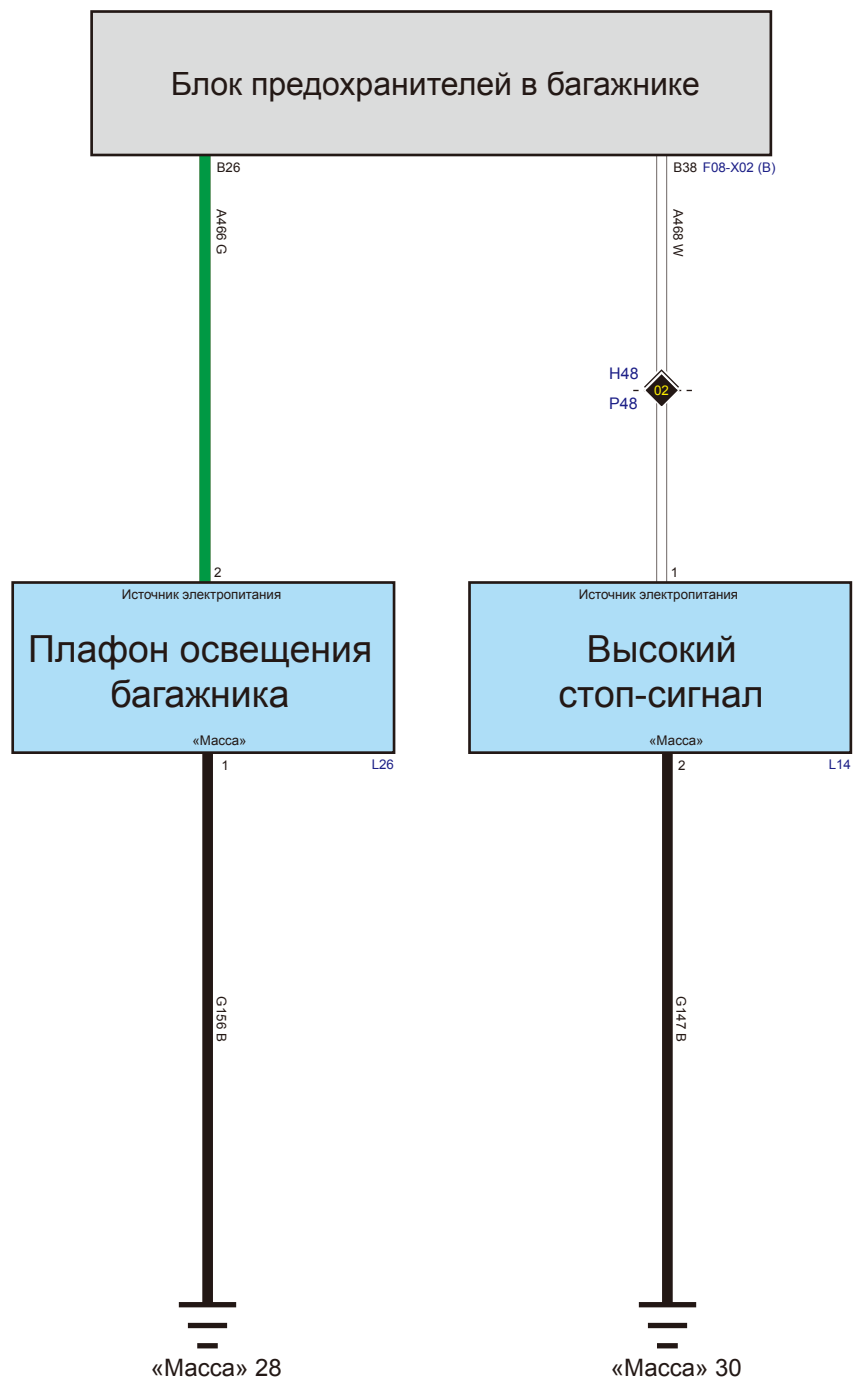 Блок предохранителей в багажнике
B26
B38 F08-X02 (B)
A466 G
A468 W
H48
02
P48
2
1
Источник электропитания
Плафон освещения
багажника
«Масса»
Источник электропитания
Высокий
стоп-сигнал
«Масса»
1
L26
2
L14
G156 B
G147 B
«Масса» 28
«Масса» 30